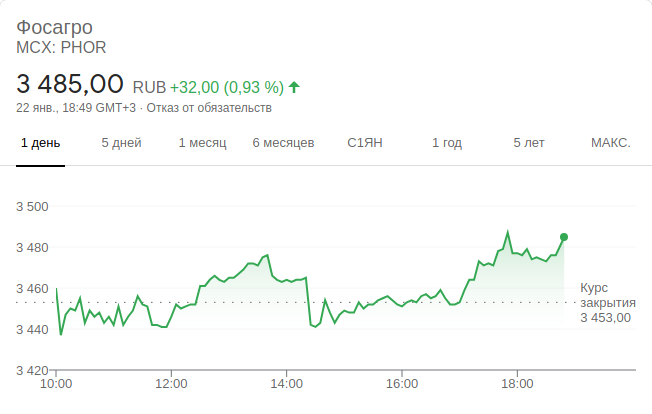 Фосагро
MCX: PHOR
3 485,00 RUB +32,00 (0,93 %)
22 янв., 18:49 GMT+3 · Отказ от обязательств
1 день 5 дней 1 месяц 6 месяцев С1ЯН 1 год 5 лет МАКС.
3 500
3 480
3 460
3 440
3 420
Курс
закрытия
3 453,00
10:00 12:00 14:00 16:00 18:00